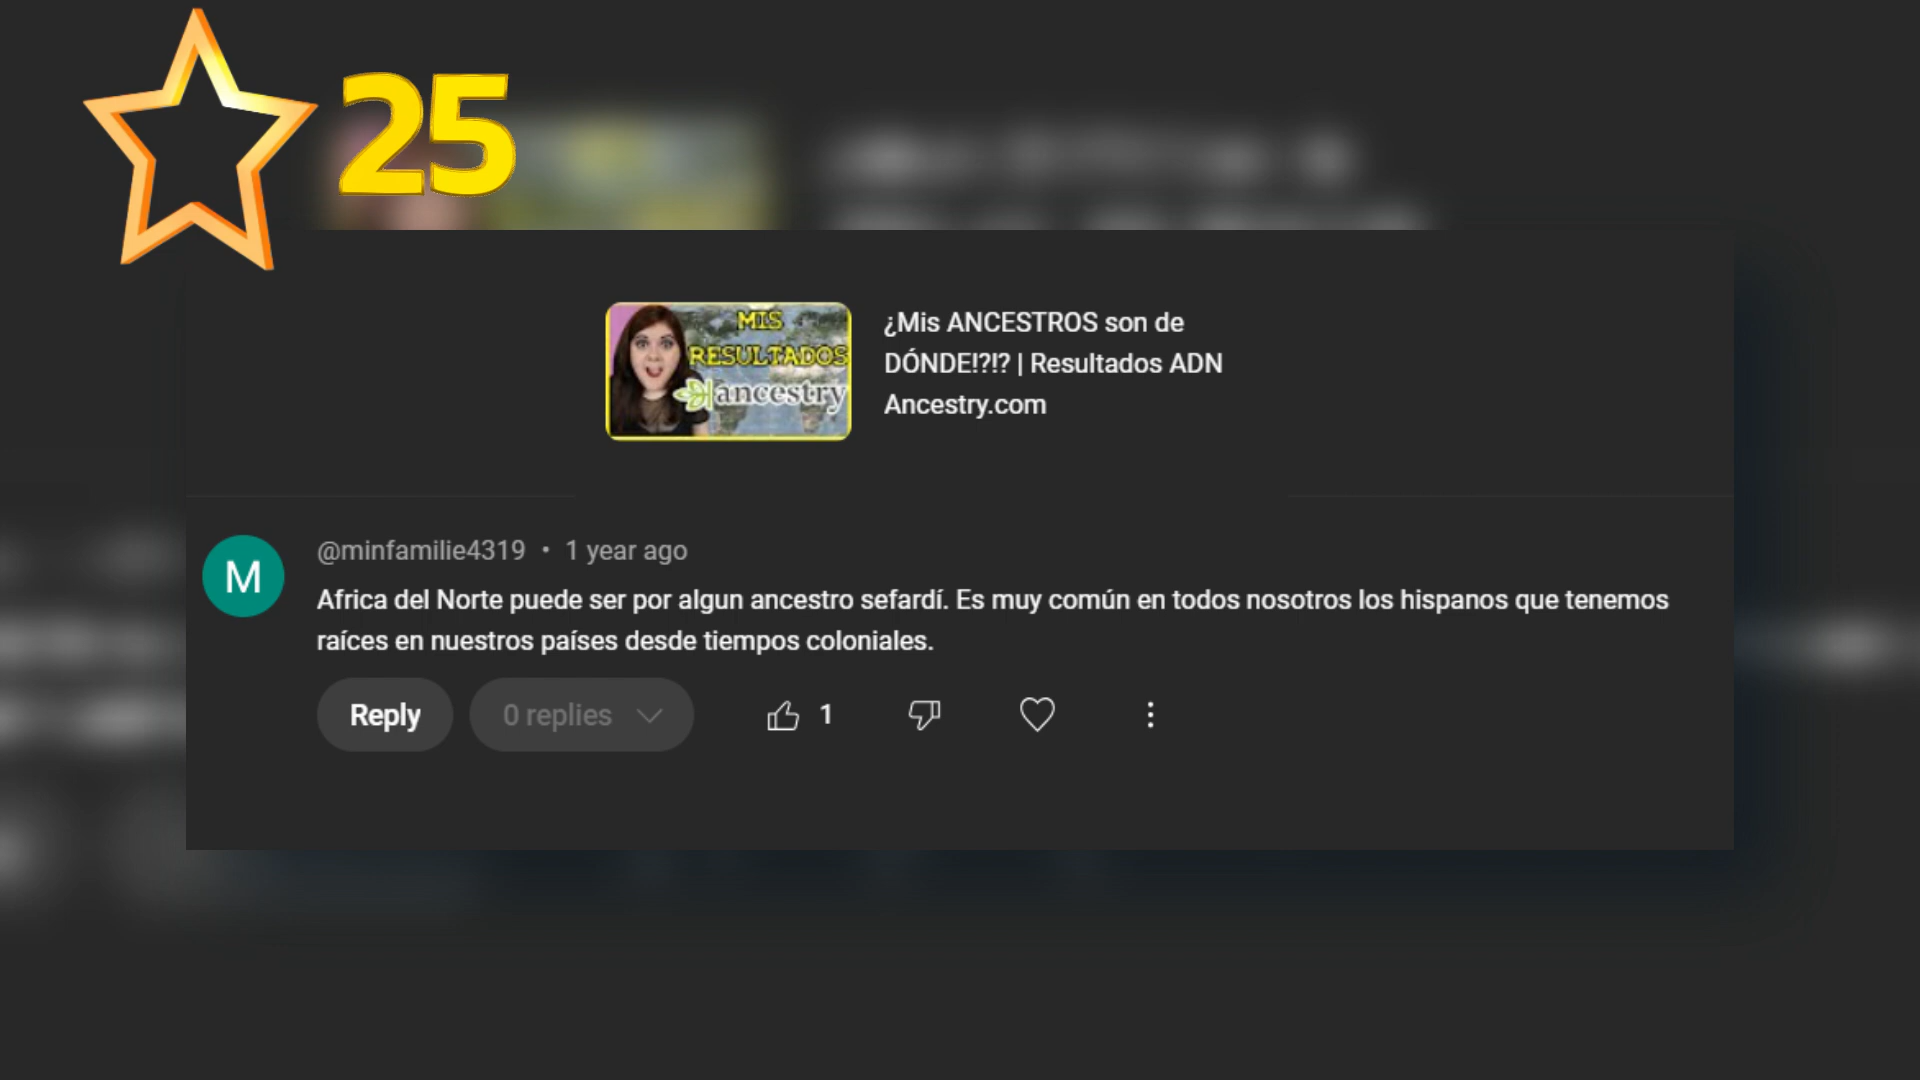 25
MIS
RESULTADOS
ancestry
¿Mis ANCESTROS son de
DÓNDE!?!? | Resultados ADN
Ancestry.com
M
@minfamilie4319 • 1 year ago
Africa del Norte puede ser por algun ancestro sefardí. Es muy común en todos nosotros los hispanos que tenemos
raíces en nuestros países desde tiempos coloniales.
Reply 0 replies 1